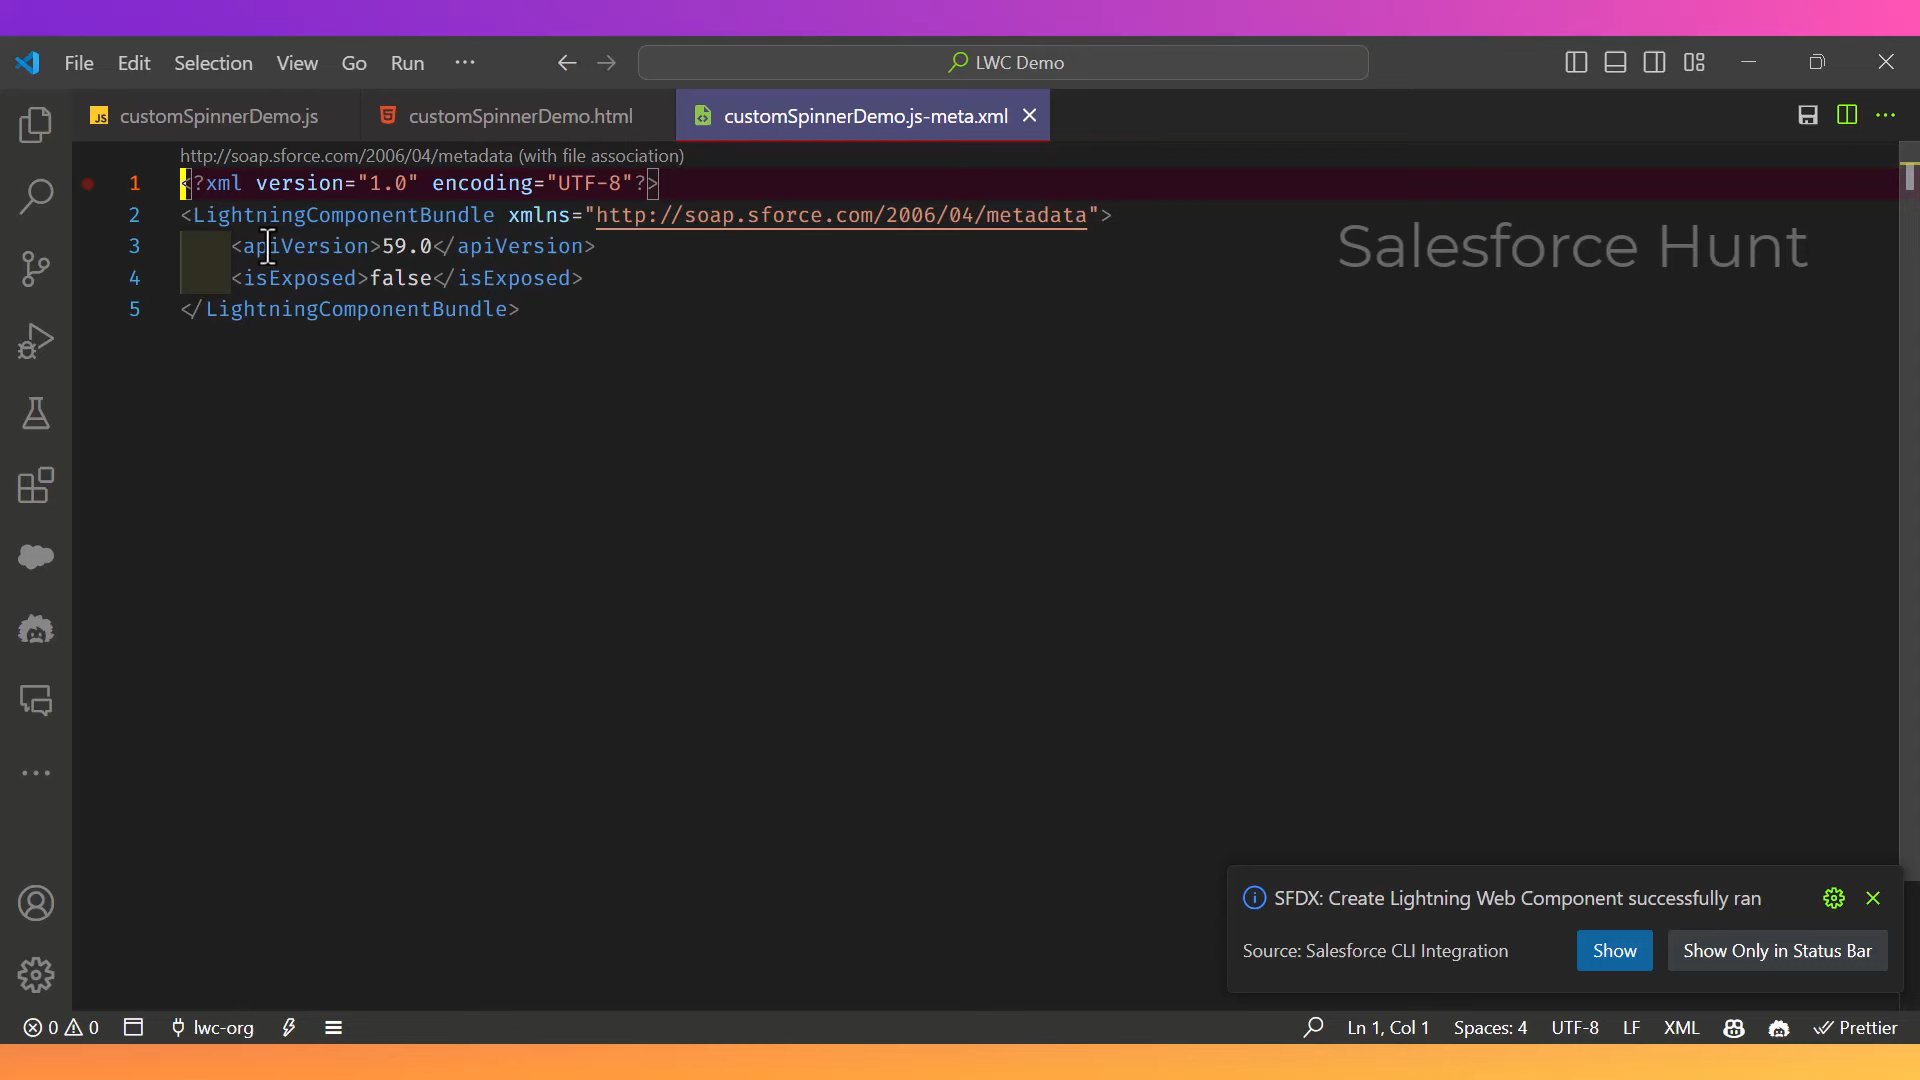 File Edit Selection View Go Run ··· LWC Demo
customSpinnerDemo.js customSpinnerDemo.html customSpinnerDemo.js-meta.xml
http://soap.sforce.com/2006/04/metadata (with file association)
1 <?xml version="1.0" encoding="UTF-8"?>
2 <LightningComponentBundle xmlns="http://soap.sforce.com/2006/04/metadata">
3 <apiVersion>59.0</apiVersion>
4 <isExposed>false</isExposed>
5 </LightningComponentBundle>
Salesforce Hunt
SFDX: Create Lightning Web Component successfully ran
Source: Salesforce CLI Integration Show Show Only in Status Bar
0 0 lwc-org Ln 1, Col 1 Spaces: 4 UTF-8 LF XML Prettier